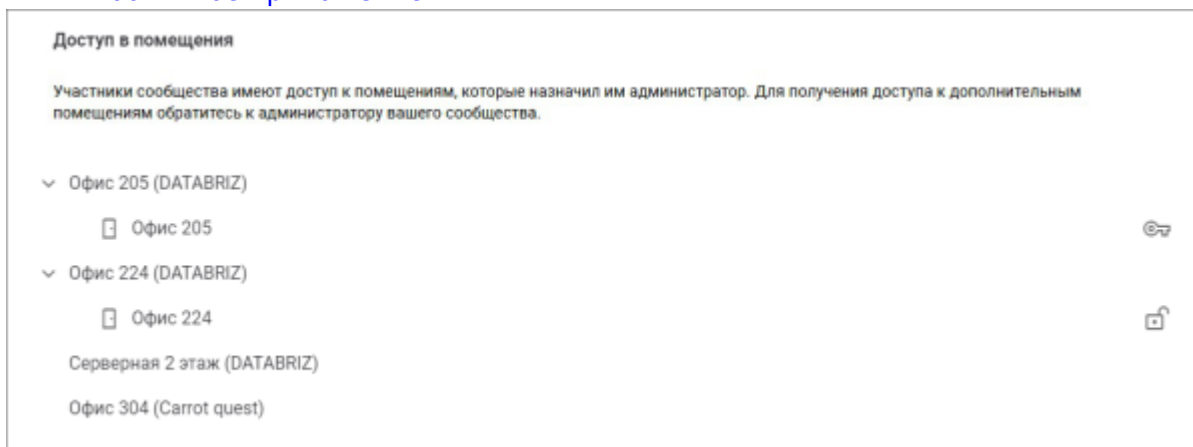 Доступ в помещения
Участники сообщества имеют доступ к помещениям, которые назначил им администратор. Для получения доступа к дополнительным
помещениям обратитесь к администратору вашего сообщества.
Офис 205 (DATABRIZ)
Офис 205
Офис 224 (DATABRIZ)
Офис 224
Серверная 2 этаж (DATABRIZ)
Офис 304 (Carrot quest)